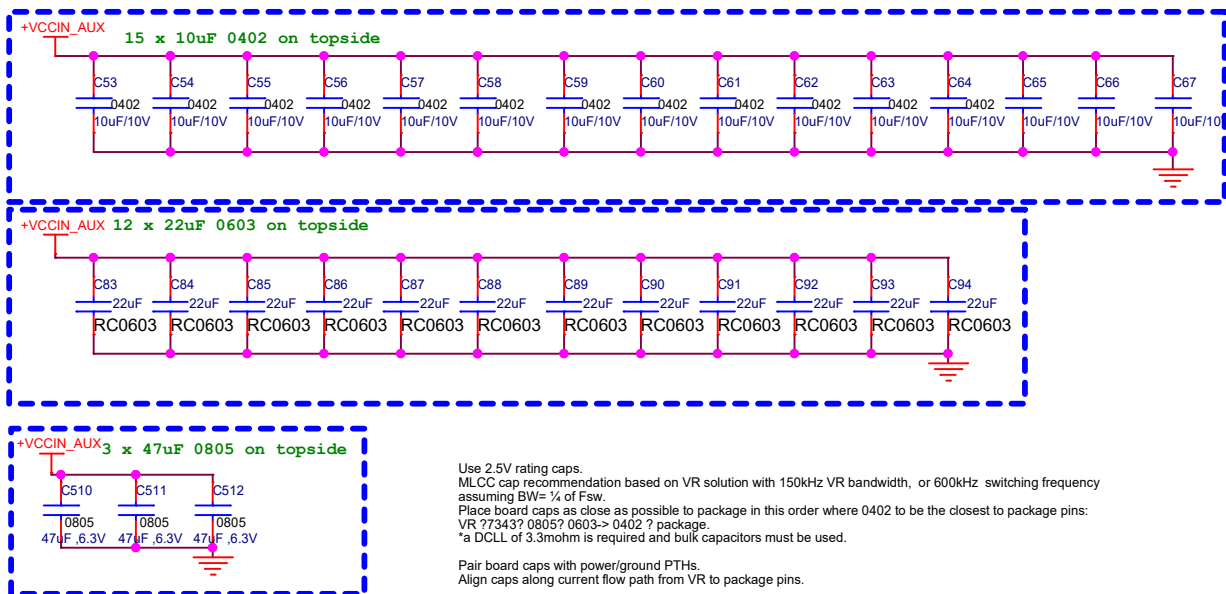 +VCCIN_AUX
15 x 10uF 0402 on topside
C53 C54 C55 C56 C57 C58 C59 C60 C61 C62 C63 C64 C65 C66 C67
0402 0402 0402 0402 0402 0402 0402 0402 0402 0402 0402 0402
10uF/10V 10uF/10V 10uF/10V 10uF/10V 10uF/10V 10uF/10V 10uF/10V 10uF/10V 10uF/10V 10uF/10V 10uF/10V 10uF/10V 10uF/10V 10uF/10V 10uF/10
+VCCIN_AUX 12 x 22uF 0603 on topside
C83 C84 C85 C86 C87 C88 C89 C90 C91 C92 C93 C94
22uF 22uF 22uF 22uF 22uF 22uF 22uF 22uF 22uF 22uF 22uF 22uF
RC0603 RC0603 RC0603 RC0603 RC0603 RC0603 RC0603 RC0603 RC0603 RC0603 RC0603 RC0603
+VCCIN_AUX 3 x 47uF 0805 on topside
C510 C511 C512
0805 0805 0805
47uF ,6.3V 47uF ,6.3V 47uF ,6.3V
Use 2.5V rating caps.
MLCC cap recommendation based on VR solution with 150kHz VR bandwidth, or 600kHz switching frequency
assuming BW= ¼ of Fsw.
Place board caps as close as possible to package in this order where 0402 to be the closest to package pins:
VR ?7343? 0805? 0603-> 0402 ? package.
*a DCLL of 3.3mohm is required and bulk capacitors must be used.
Pair board caps with power/ground PTHs.
Align caps along current flow path from VR to package pins.